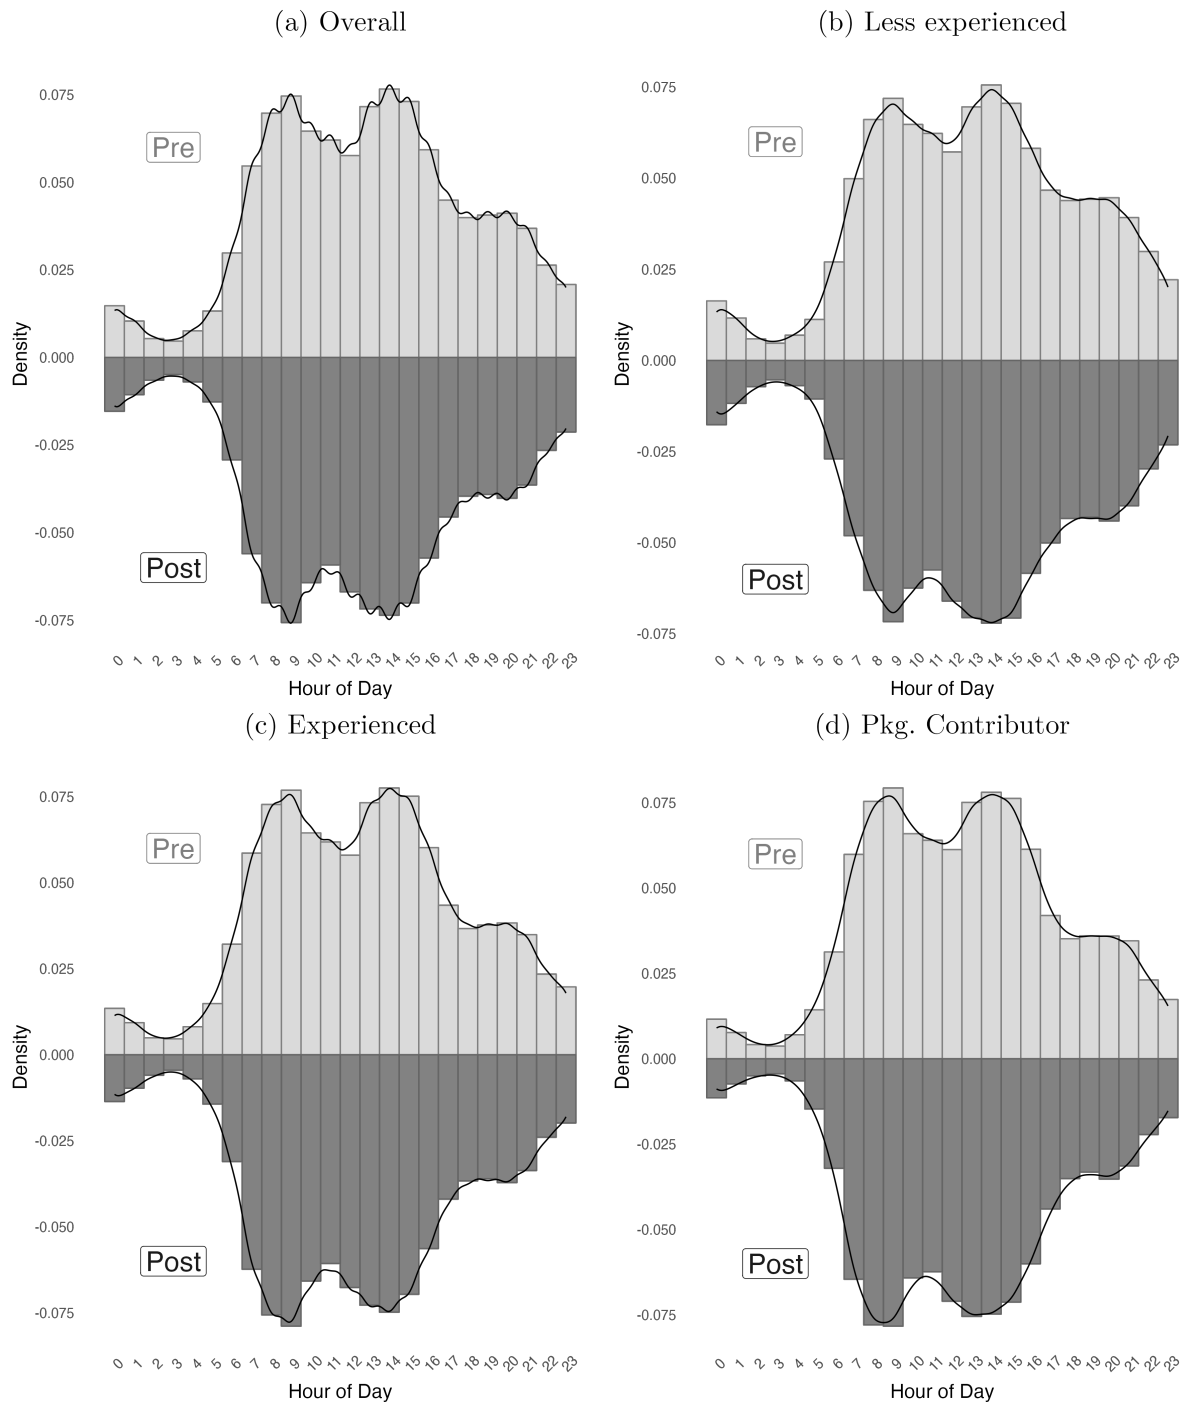 (a) Overall
0.075
0.050
0.025
0.000
-0.025
-0.050
-0.075
Density
Pre
Post
0 1 2 3 4 5 6 7 8 9 10 11 12 13 14 15 16 17 18 19 20 21 22 23
Hour of Day
(b) Less experienced
0.075
0.050
0.025
0.000
-0.025
-0.050
-0.075
Density
Pre
Post
0 1 2 3 4 5 6 7 8 9 10 11 12 13 14 15 16 17 18 19 20 21 22 23
Hour of Day
(c) Experienced
0.075
0.050
0.025
0.000
-0.025
-0.050
-0.075
Density
Pre
Post
0 1 2 3 4 5 6 7 8 9 10 11 12 13 14 15 16 17 18 19 20 21 22 23
Hour of Day
(d) Pkg. Contributor
0.075
0.050
0.025
0.000
-0.025
-0.050
-0.075
Density
Pre
Post
0 1 2 3 4 5 6 7 8 9 10 11 12 13 14 15 16 17 18 19 20 21 22 23
Hour of Day